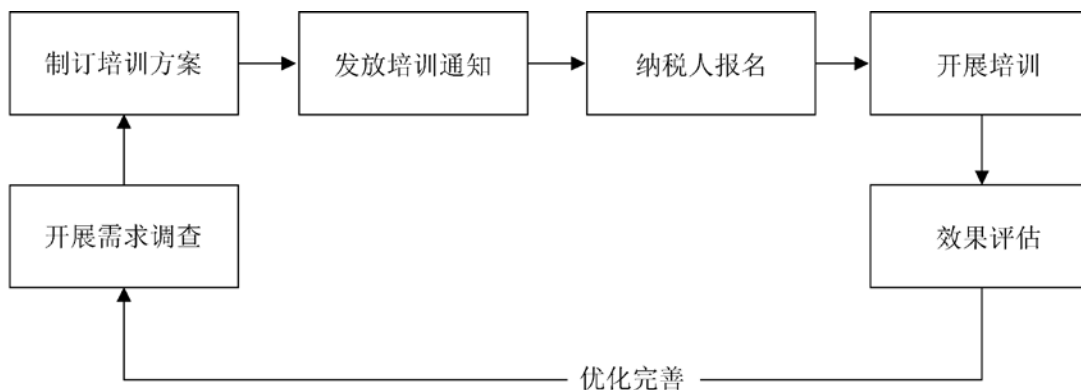 制订培训方案
发放培训通知
纳税人报名
开展培训
开展需求调查
效果评估
优化完善